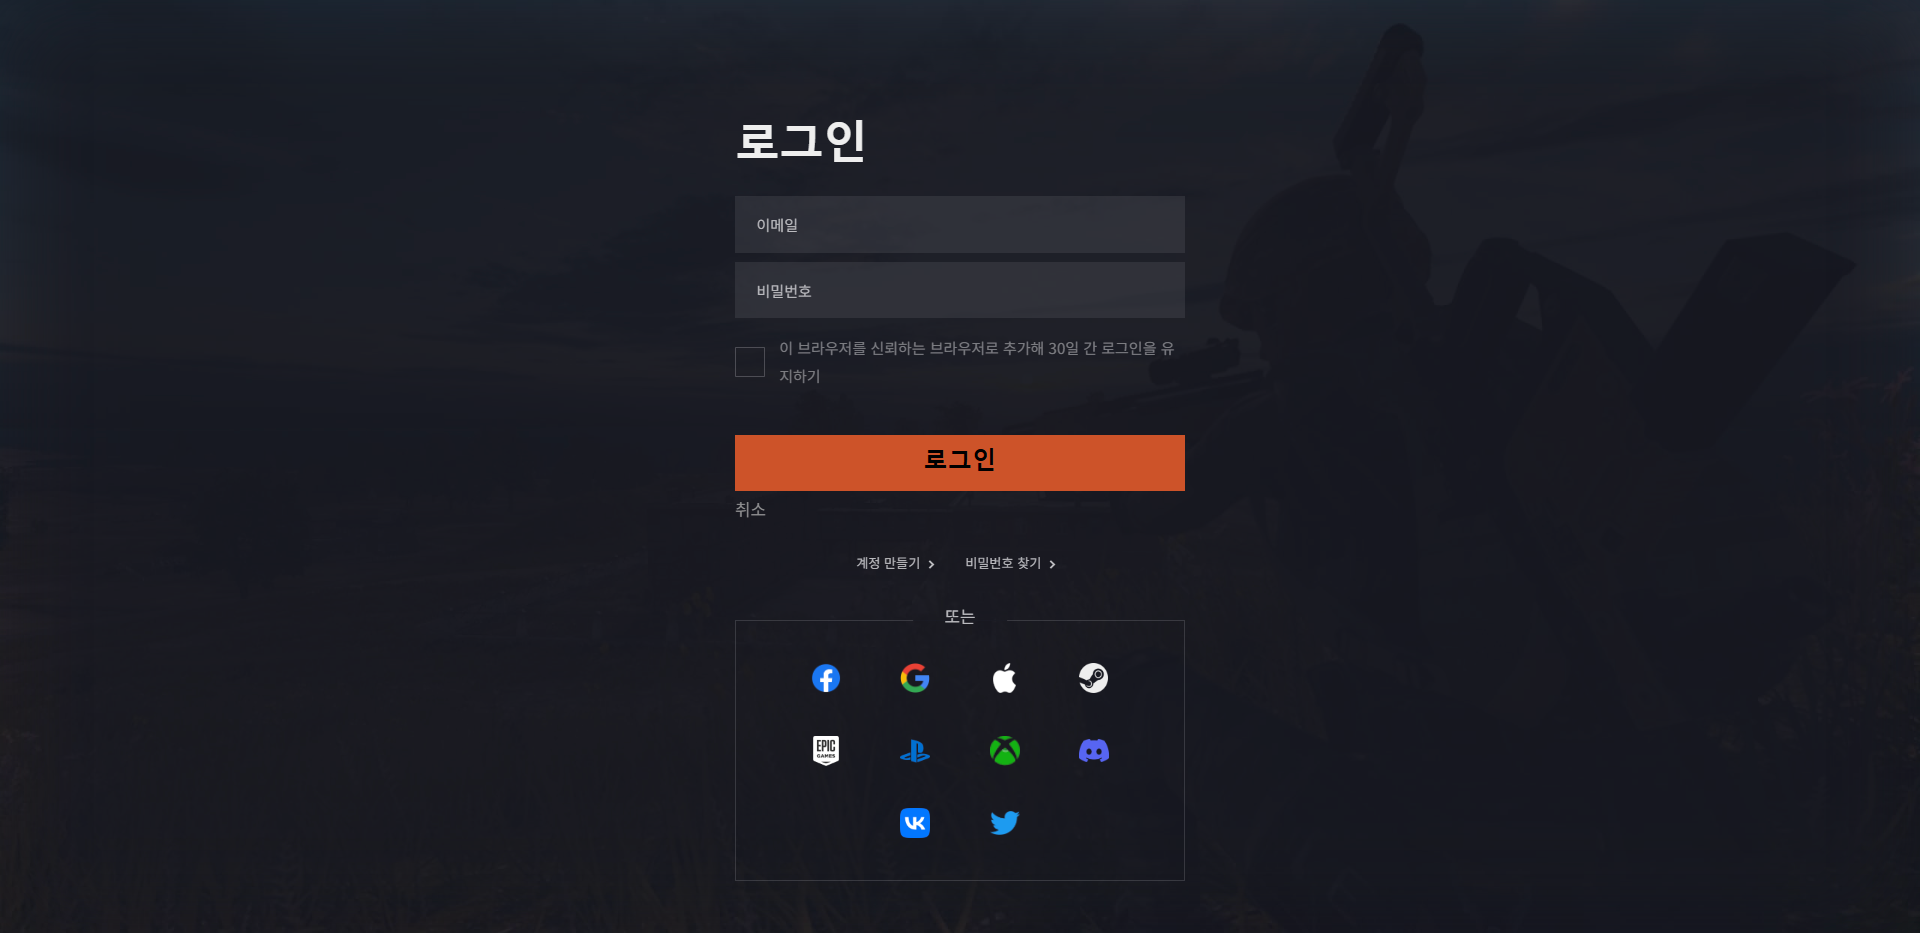 로그인
이메일
비밀번호
이 브라우저를 신뢰하는 브라우저로 추가해 30일 간 로그인을 유
지하기
로그인
취소
계정 만들기 비밀번호 찾기
또는
EPIC
GAMES
VK